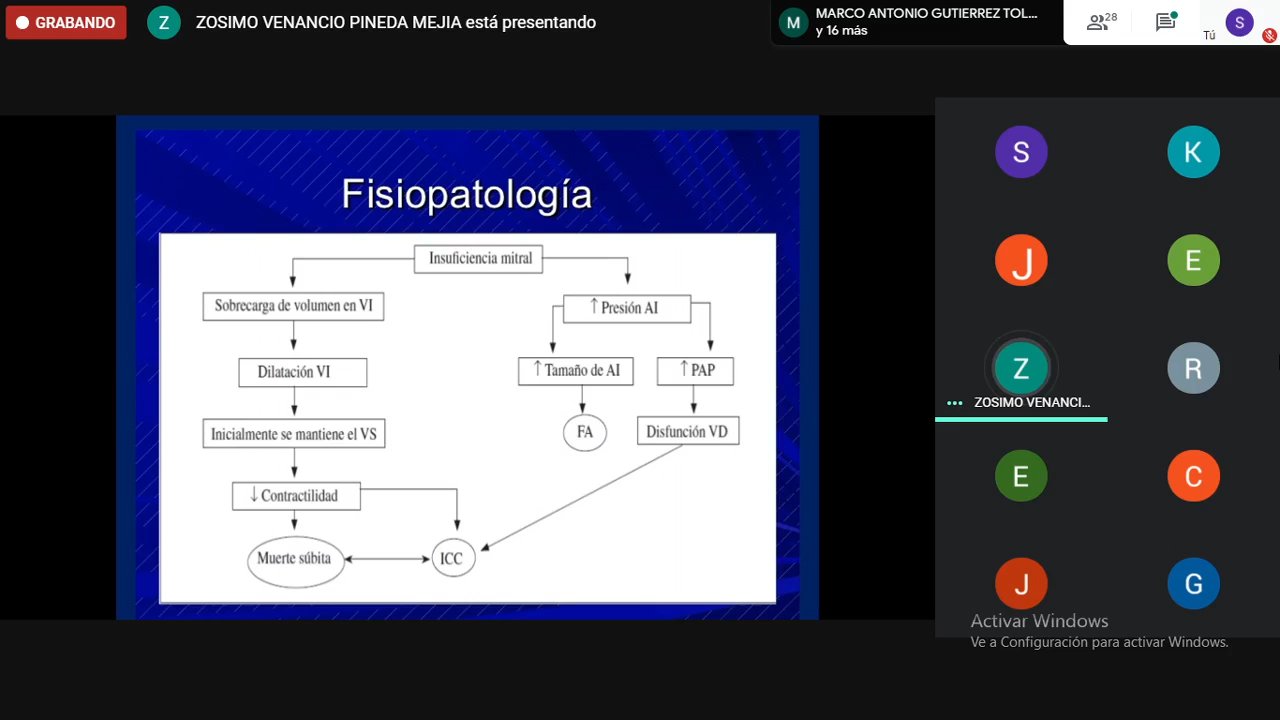 GRABANDO
Z
ZOSIMO VENANCIO PINEDA MEJIA está presentando
M
MARCO ANTONIO GUTIERREZ TOL...
y 16 más
28
Tú
S
Fisiopatología
Insuficiencia mitral
Sobrecarga de volumen en VI
↑ Presión AI
Dilatación VI
↑ Tamaño de AI
↑ PAP
Inicialmente se mantiene el VS
FA
Disfunción VD
↓ Contractilidad
Muerte súbita
ICC
S
K
J
E
Z
ZOSIMO VENANCI...
R
E
C
J
G
Activar Windows
Ve a Configuración para activar Windows.